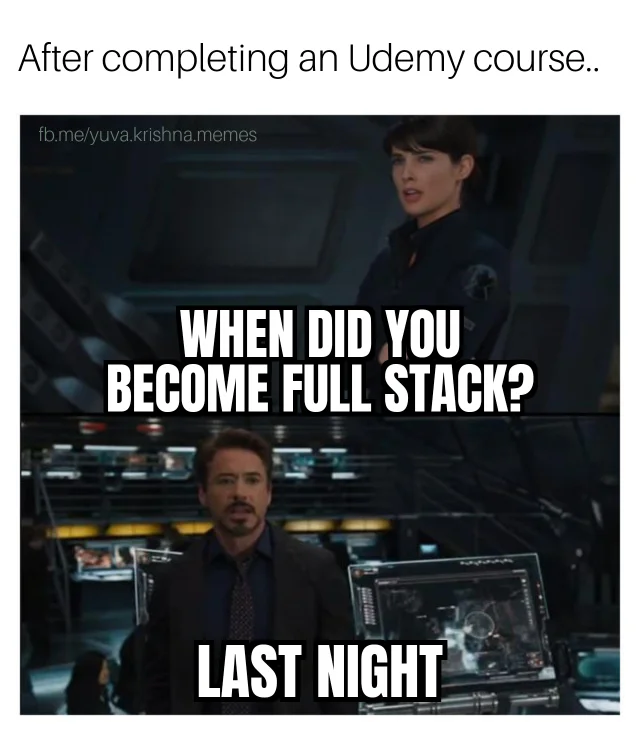 After completing an Udemy course..
fb.me/yuva.krishna.memes
WHEN DID YOU
BECOME FULL STACK?
LAST NIGHT